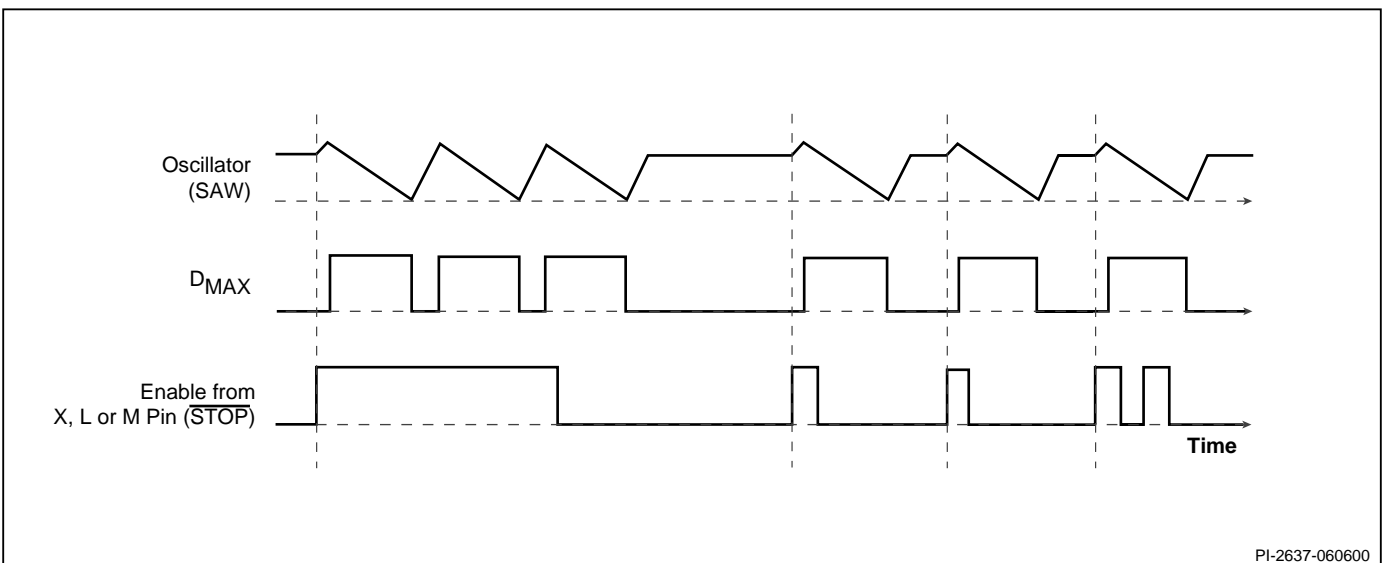 Oscillator
(SAW)
DMAX
Enable from
X, L or M Pin (STOP)
Time
PI-2637-060600